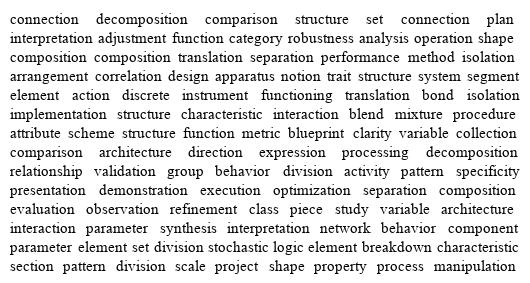 connection decomposition comparison structure set connection plan
interpretation adjustment function category robustness analysis operation shape
composition composition translation separation performance method isolation
arrangement correlation design apparatus notion trait structure system segment
element action discrete instrument functioning translation bond isolation
implementation structure characteristic interaction blend mixture procedure
attribute scheme structure function metric blueprint clarity variable collection
comparison architecture direction expression processing decomposition
relationship validation group behavior division activity pattern specificity
presentation demonstration execution optimization separation composition
evaluation observation refinement class piece study variable architecture
interaction parameter synthesis interpretation network behavior component
parameter element set division stochastic logic element breakdown characteristic
section pattern division scale project shape property process manipulation